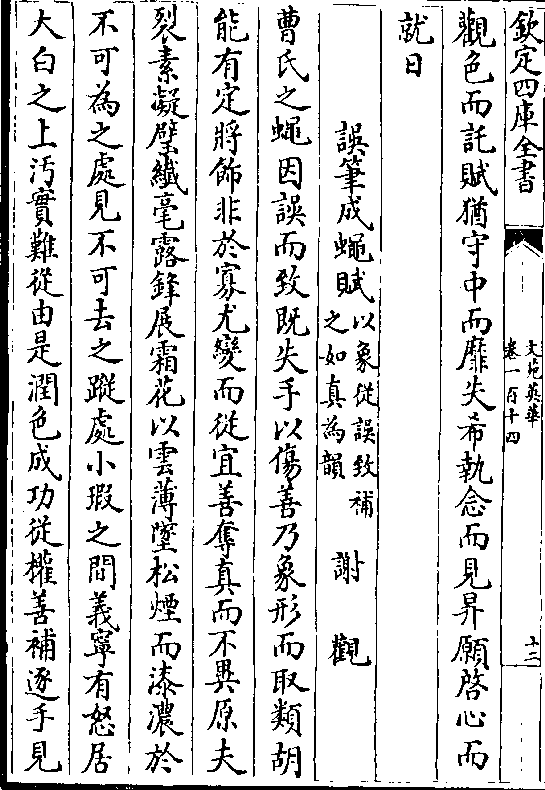 欽定四庫全書
文苑英華
卷一百十四
十二
觀色而託賦猶守中而靡失希執念而見昇願啓心而
就日
誤筆成蠅賦以象從誤致補之如真為韻 謝觀
曹氏之蠅因誤而致既失手以傷善乃象形而取類胡
能有定將飾非於寡尤變而從宜善奪真而不異原夫
裂素凝璧纖毫露鋒展霜花以雲薄墜松煙而漆濃於
不可為之處見不可去之蹤處小瑕之間義寧有怒居
大白之上汚實難從由是潤色成功從權善補逐手見